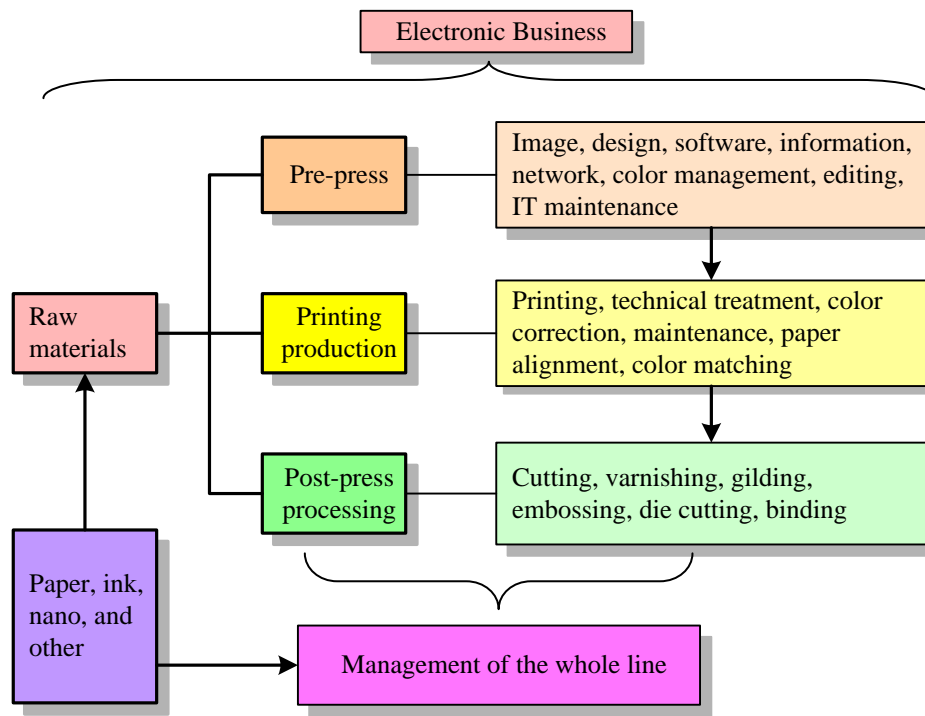 Electronic Business
Pre-press
Image, design, software, information,
network, color management, editing,
IT maintenance
Raw
materials
Printing
production
Printing, technical treatment, color
correction, maintenance, paper
alignment, color matching
Post-press
processing
Cutting, varnishing, gilding,
embossing, die cutting, binding
Paper, ink,
nano, and
other
Management of the whole line